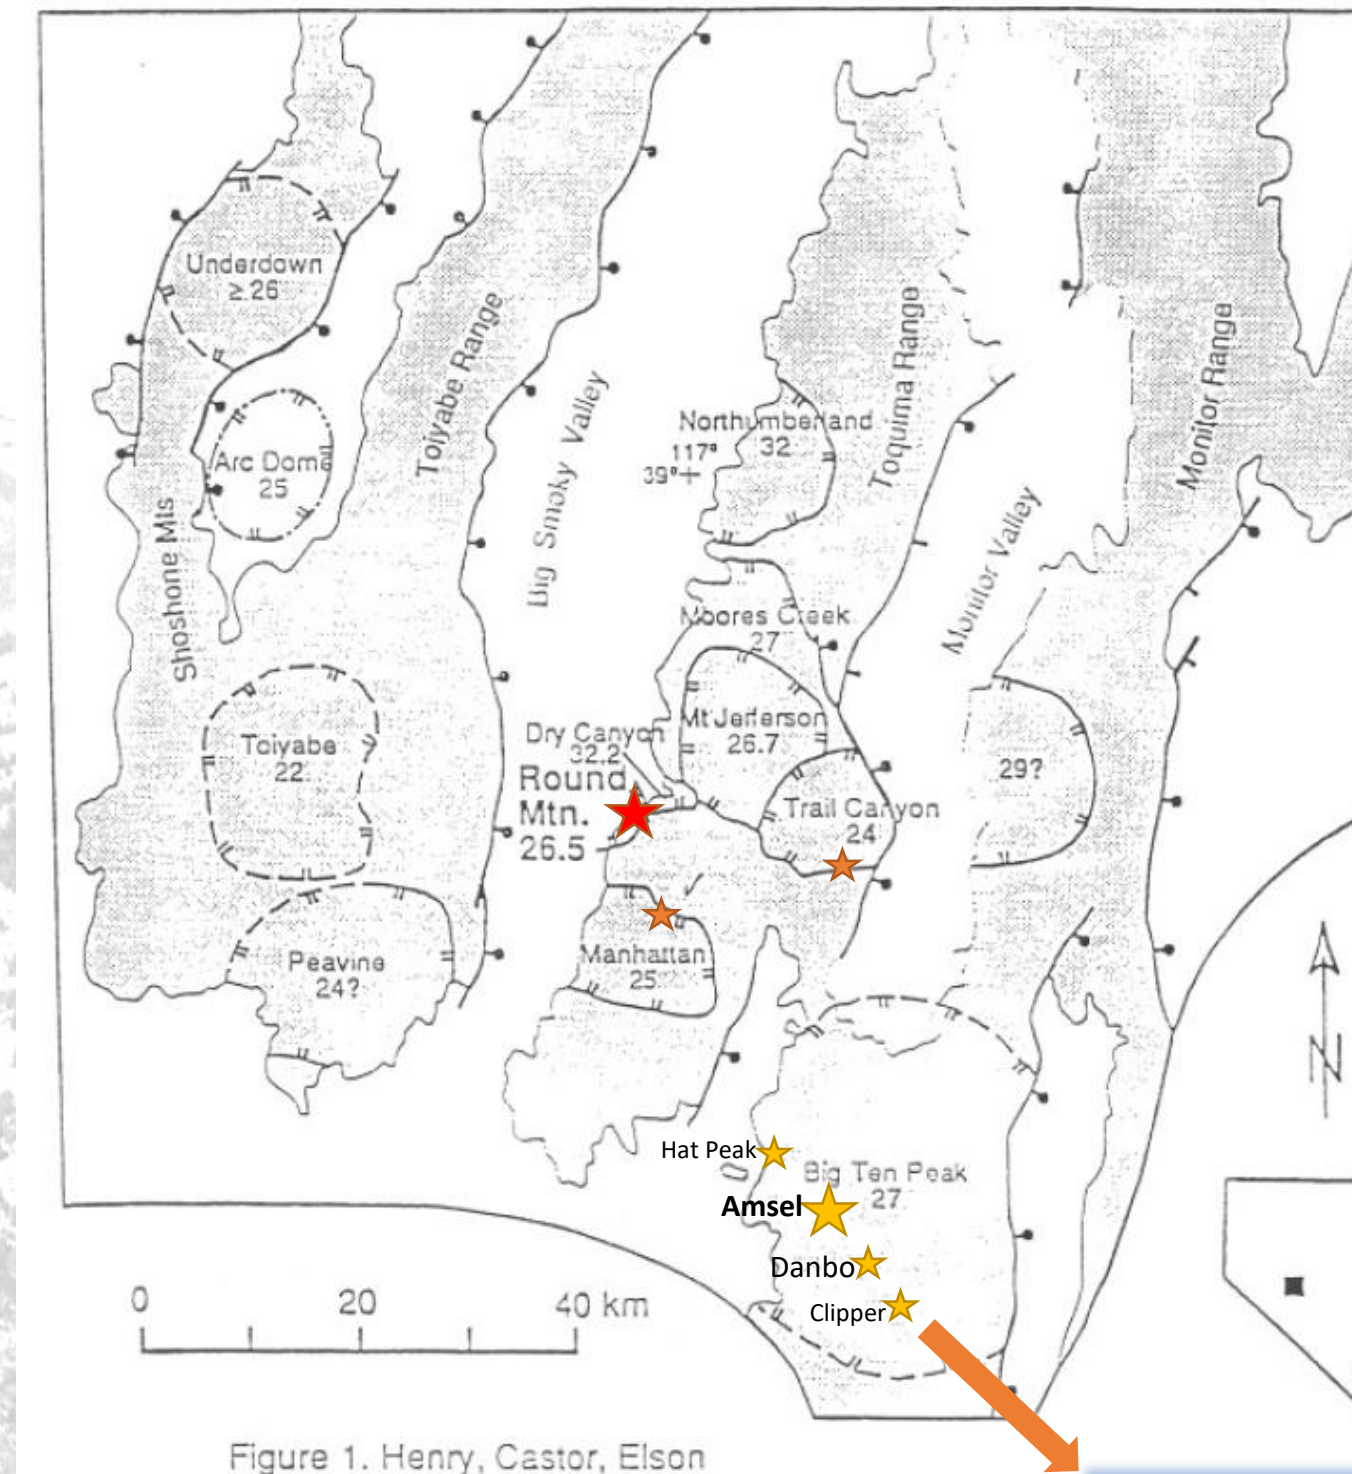 Underdown
≥26
Toiyabe Range
Toquima Range
Monitor Range
Big Smoky Valley
Northumberland
32
117°
39°+
Arc Dome
25
Shoshone Mts
Monitor Valley
Moores Creek
27
Mt Jefferson
26.7
Dry Canyon
32.2
Toiyabe
22
29?
Round
Mtn.
26.5
Trail Canyon
24
Manhattan
25
Peavine
24?
N
Hat Peak
Big Ten Peak
27
Amsel
Danbo
Clipper
0 20 40 km
Figure 1. Henry, Castor, Elson